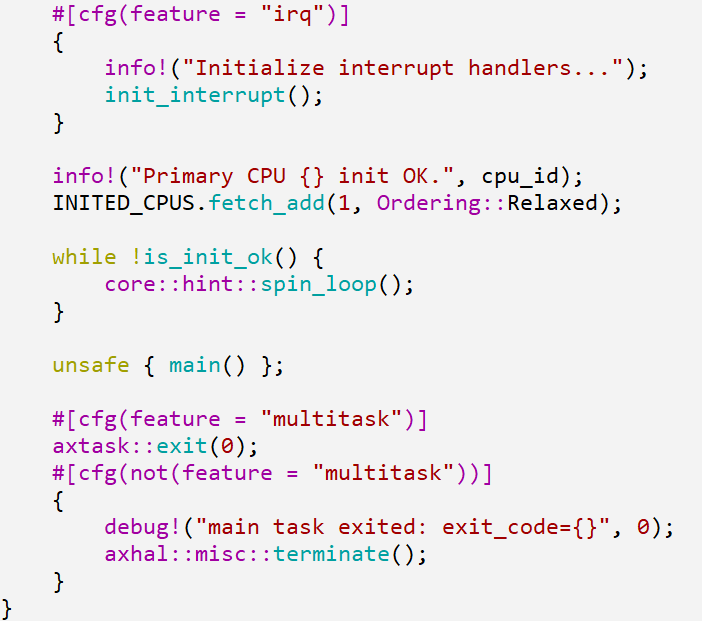 #[cfg(feature = "irq")]
    {
        info!("Initialize interrupt handlers...");
        init_interrupt();
    }

    info!("Primary CPU {} init OK.", cpu_id);
    INITED_CPUS.fetch_add(1, Ordering::Relaxed);

    while !is_init_ok() {
        core::hint::spin_loop();
    }

    unsafe { main() };

    #[cfg(feature = "multitask")]
    axtask::exit(0);
    #[cfg(not(feature = "multitask"))]
    {
        debug!("main task exited: exit_code={}", 0);
        axhal::misc::terminate();
    }
}